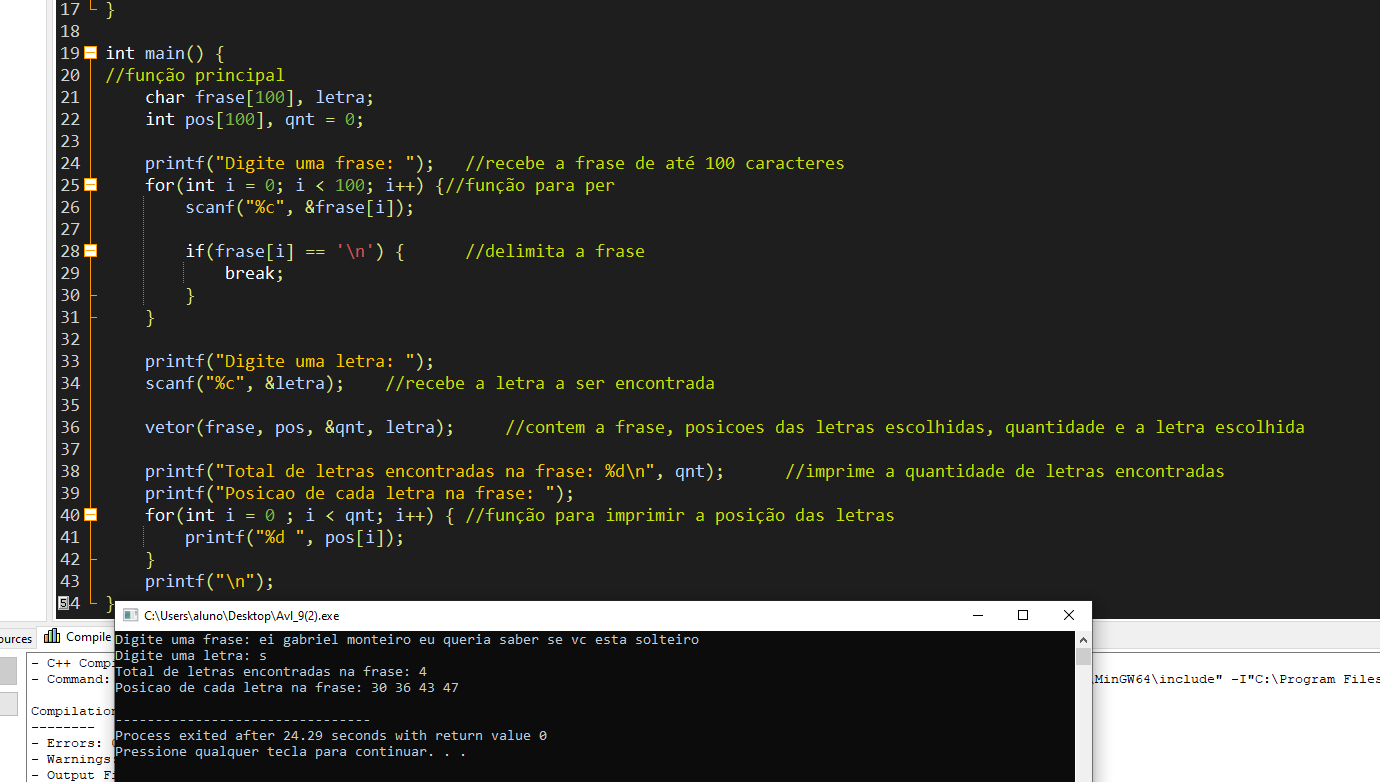 17 }
18
19 int main() {
20 //função principal
21 char frase[100], letra;
22 int pos[100], qnt = 0;
23
24 printf("Digite uma frase: "); //recebe a frase de até 100 caracteres
25 for(int i = 0; i < 100; i++) {//função para per
26 scanf("%c", &frase[i]);
27
28 if(frase[i] == '\n') { //delimita a frase
29 break;
30 }
31 }
32
33 printf("Digite uma letra: ");
34 scanf("%c", &letra); //recebe a letra a ser encontrada
35
36 vetor(frase, pos, &qnt, letra); //contem a frase, posicoes das letras escolhidas, quantidade e a letra escolhida
37
38 printf("Total de letras encontradas na frase: %d\n", qnt); //imprime a quantidade de letras encontradas
39 printf("Posicao de cada letra na frase: ");
40 for(int i = 0 ; i < qnt; i++) { //função para imprimir a posição das letras
41 printf("%d ", pos[i]);
42 }
43 printf("\n");
54 }
C:\Users\aluno\Desktop\Avl_9(2).exe
Digite uma frase: ei gabriel monteiro eu queria saber se vc esta solteiro
Digite uma letra: s
Total de letras encontradas na frase: 4
Posicao de cada letra na frase: 30 36 43 47
--------------------------------
Process exited after 24.29 seconds with return value 0
Pressione qualquer tecla para continuar. . .
ources Compile
- C++ Comp
- Command: MinGW64\include" -I"C:\Program Files
Compilation
--------
- Errors:
- Warnings
- Output Fi